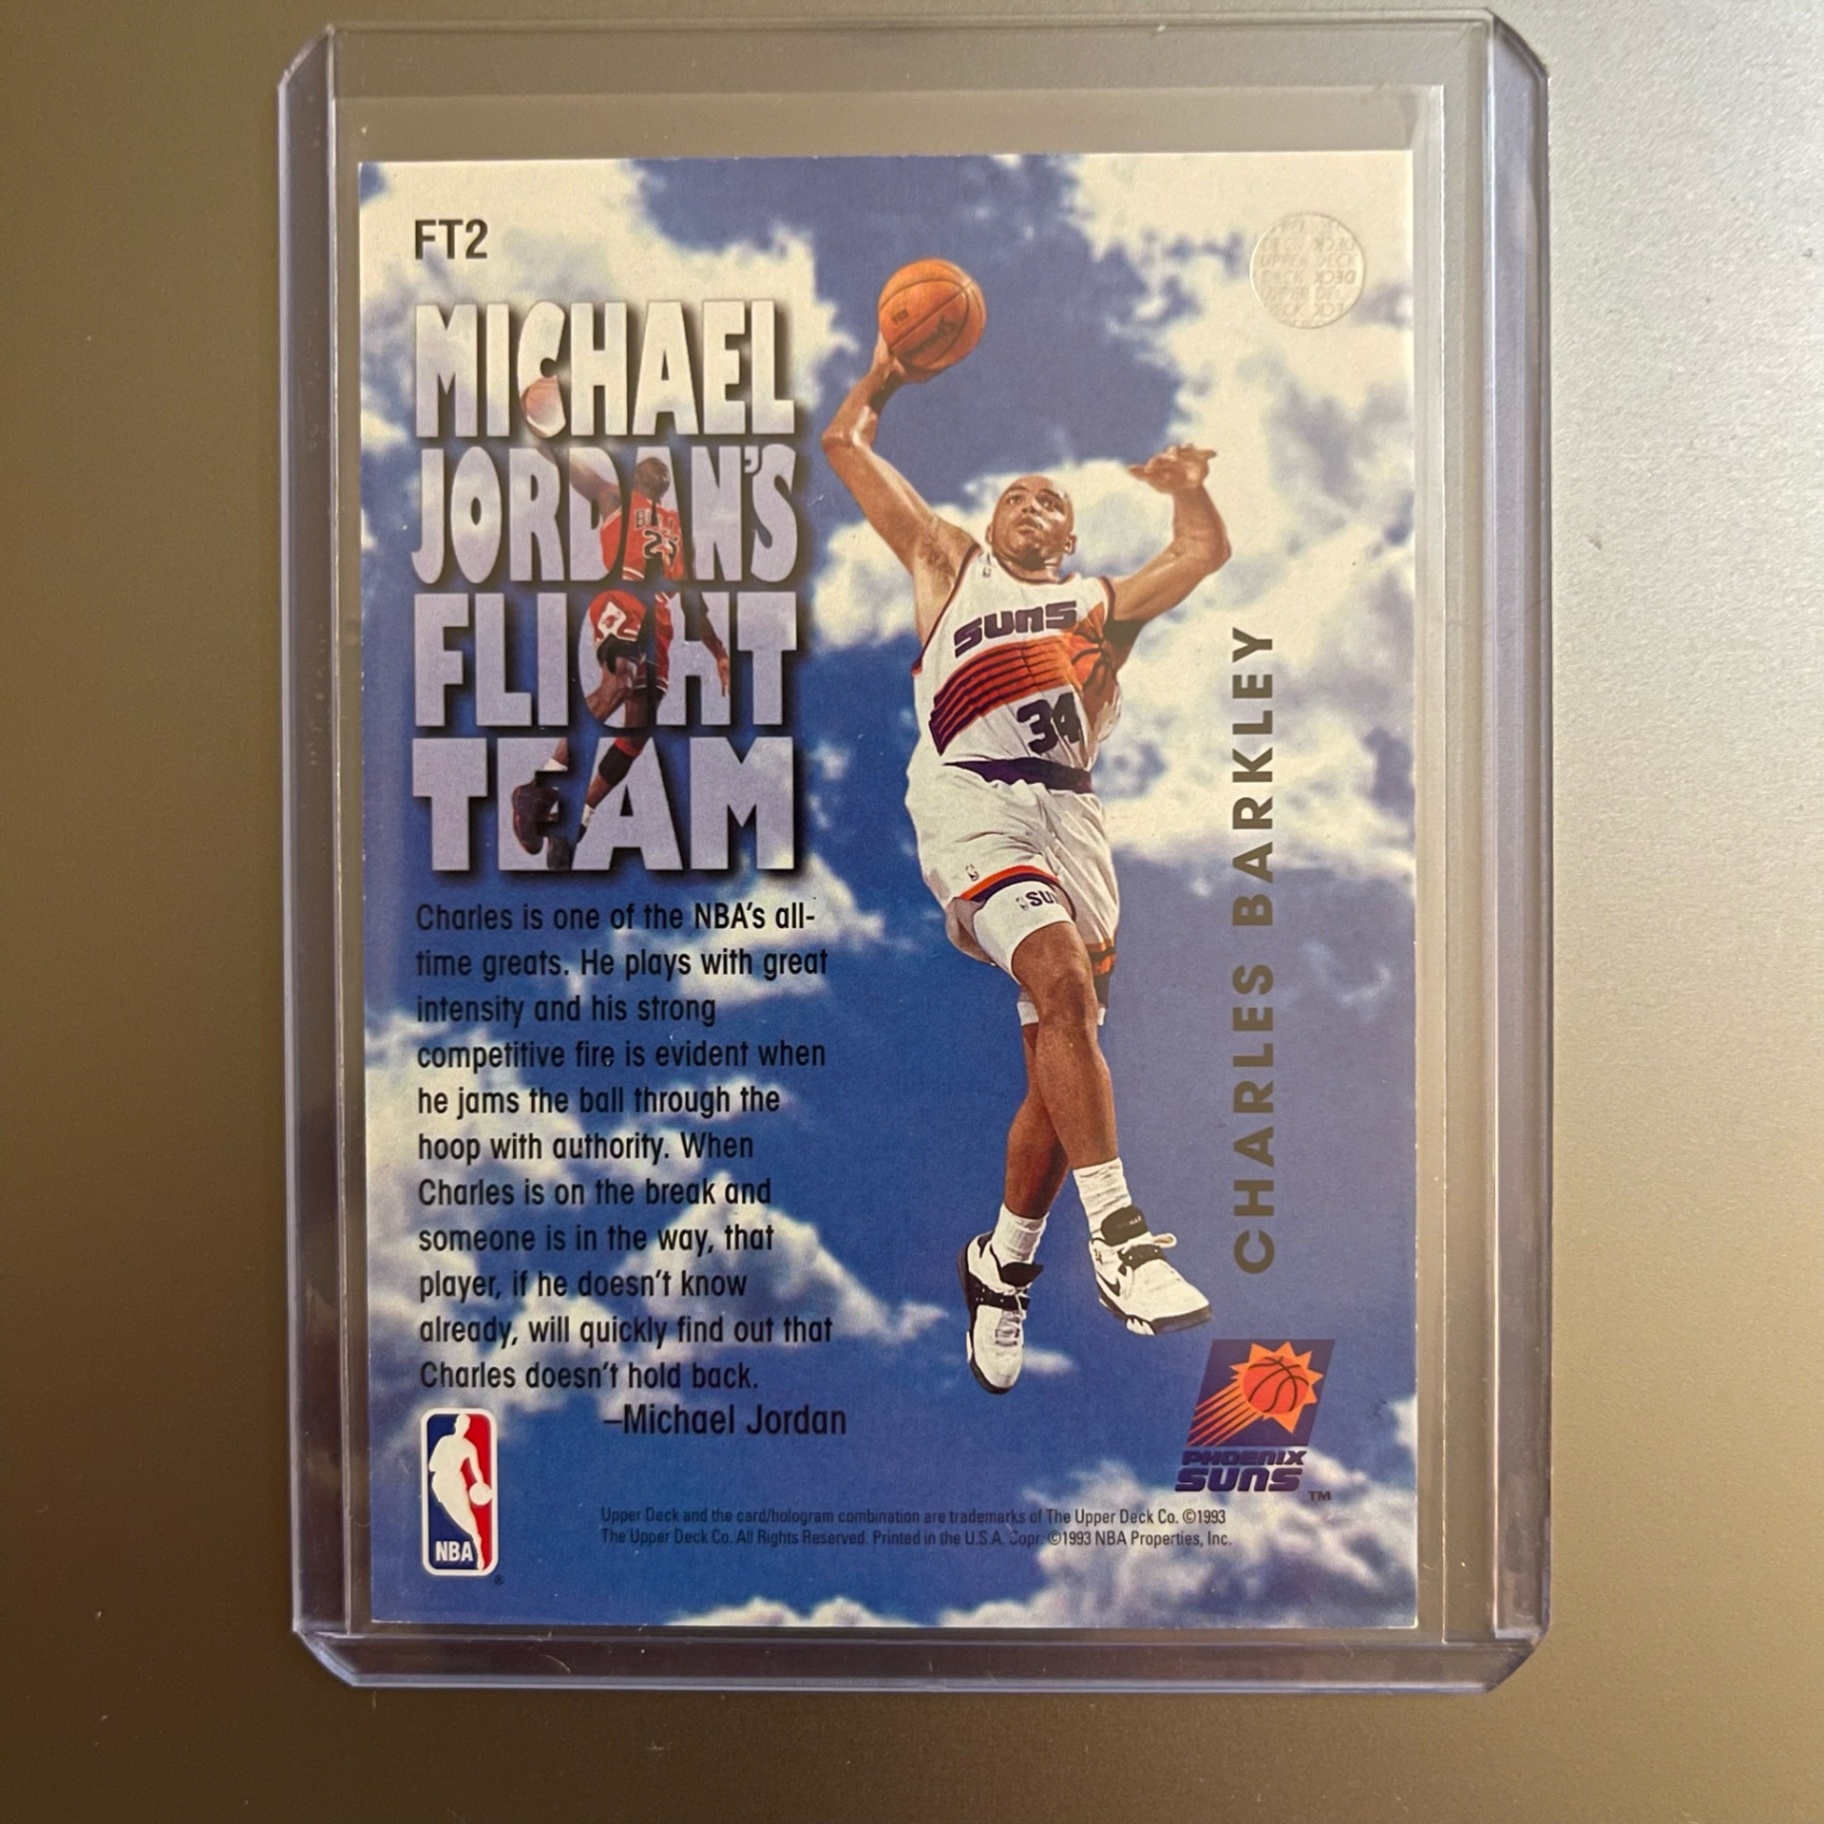 FT2
MICHAEL
JORDAN'S
FLIGHT
TEAM
Charles is one of the NBA's all-
time greats. He plays with great
intensity and his strong
competitive fire is evident when
he jams the ball through the
hoop with authority. When
Charles is on the break and
someone is in the way, that
player, if he doesn't know
already, will quickly find out that
Charles doesn't hold back.
–Michael Jordan
SUNS
34
CHARLES BARKLEY
PHOENIX
SUNS
TM
NBA
Upper Deck and the card/hologram combination are trademarks of The Upper Deck Co. ©1993
The Upper Deck Co. All Rights Reserved. Printed in the U.S.A. Copr. ©1993 NBA Properties, Inc.